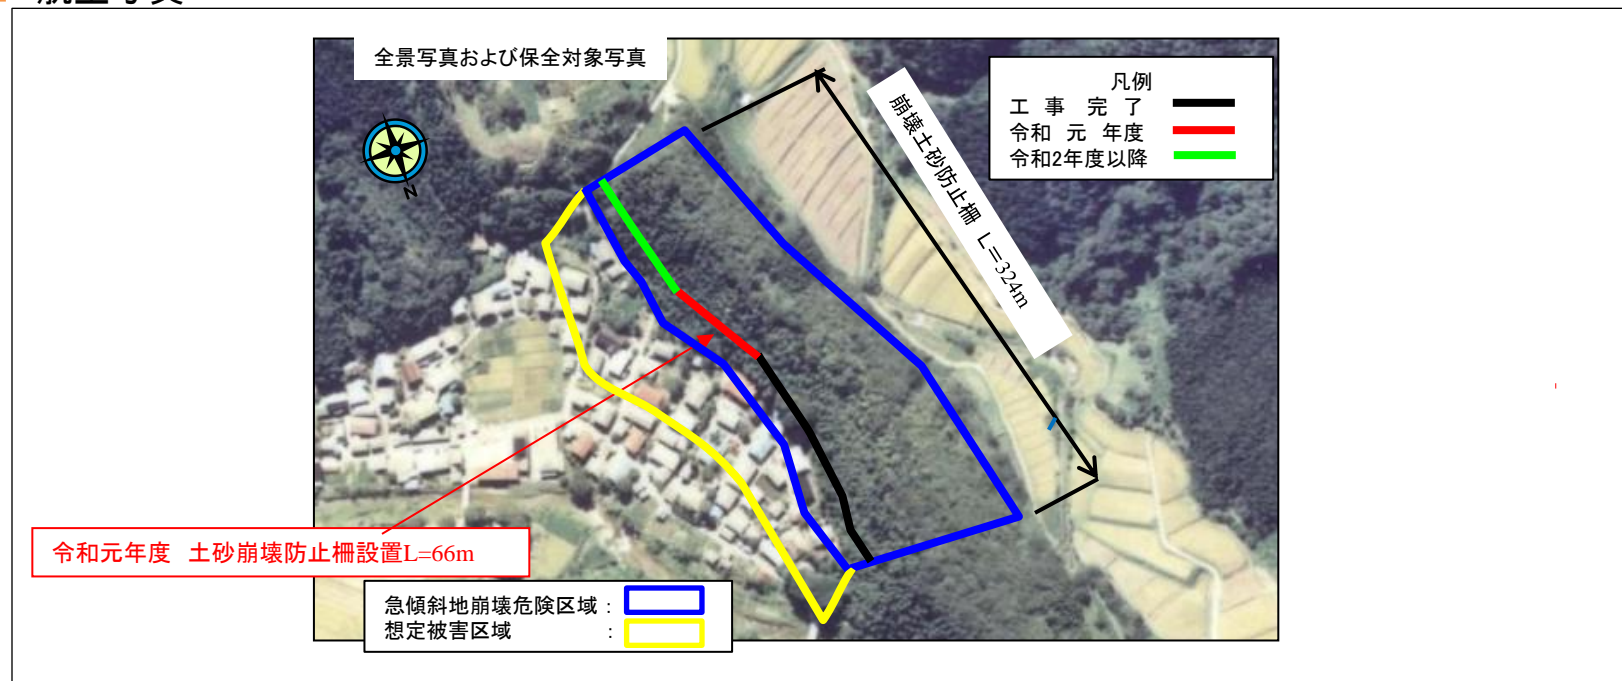 全景写真および保全対象写真
凡例
工 事 完 了
令和 元 年度
令和2年度以降
崩壊土砂防止柵 L=324m
N
令和元年度 土砂崩壊防止柵設置L=66m
急傾斜地崩壊危険区域 :
想定被害区域 :